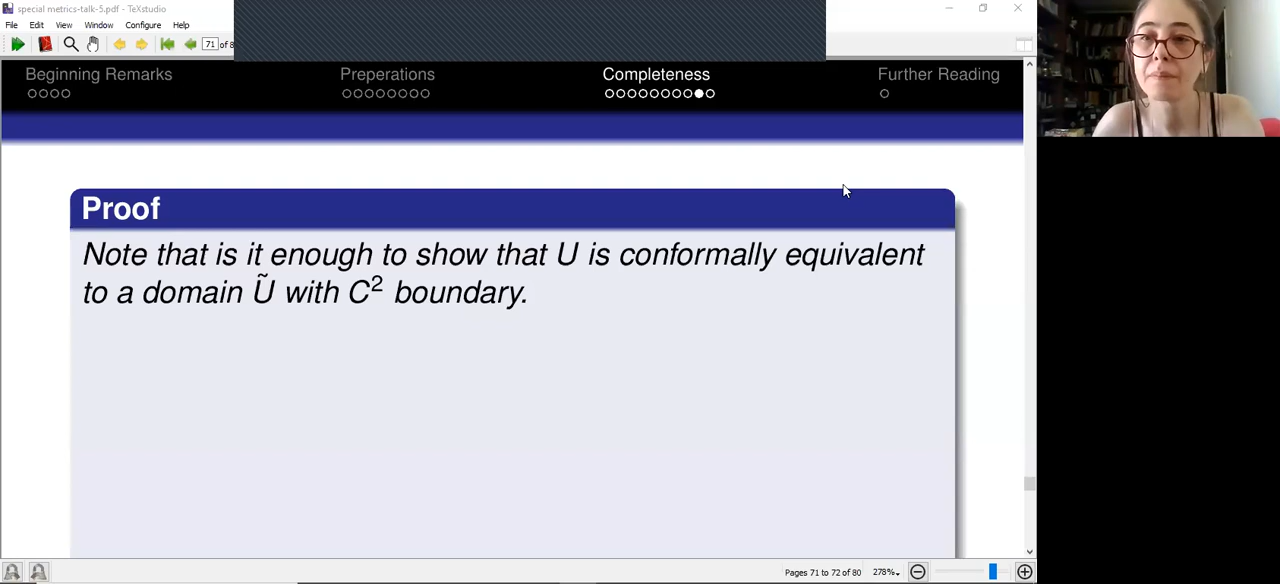 special metrics-talk-5.pdf - TeXstudio
File Edit View Window Configure Help
71 of 8
Beginning Remarks Preperations Completeness Further Reading
Proof
Note that is it enough to show that U is conformally equivalent
to a domain Ũ with C² boundary.
Pages 71 to 72 of 80 278%